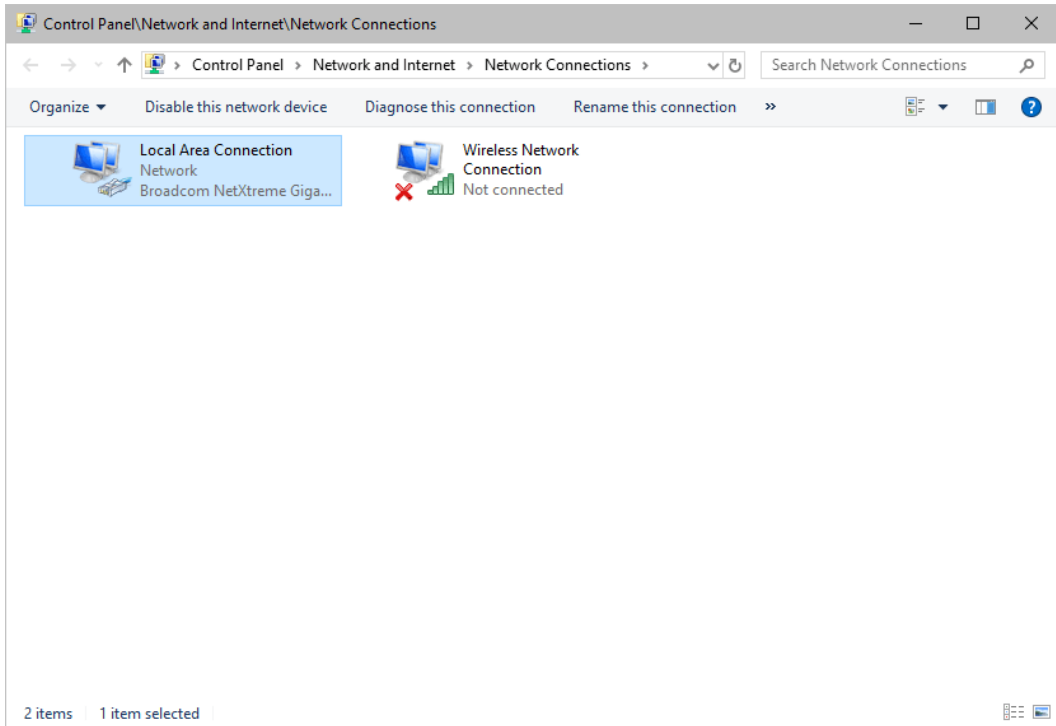 Control Panel\Network and Internet\Network Connections
Control Panel > Network and Internet > Network Connections >
Search Network Connections
Organize Disable this network device Diagnose this connection Rename this connection »
Local Area Connection
Network
Broadcom NetXtreme Giga...
Wireless Network
Connection
Not connected
2 items 1 item selected